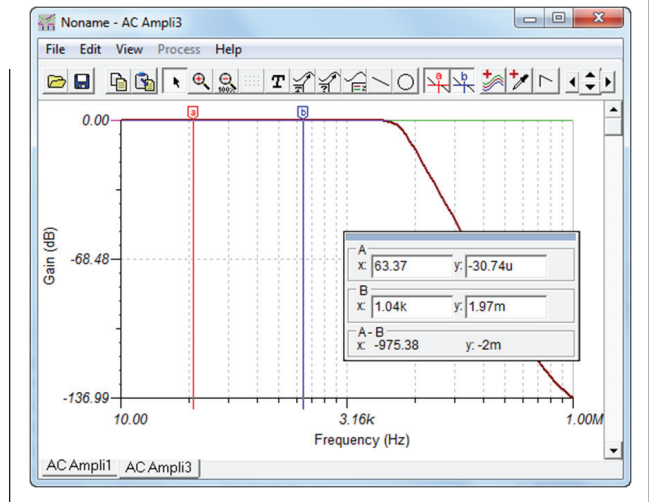 Noname - AC Ampli3
File Edit View Process Help
100% T a b
a b
0.00
-68.48
-136.99
Gain (dB)
A
x: 63.37 y: -30.74u
B
x: 1.04k y: 1.97m
A - B
x: -975.38 y: -2m
10.00 3.16k 1.00M
Frequency (Hz)
AC Ampli1 AC Ampli3